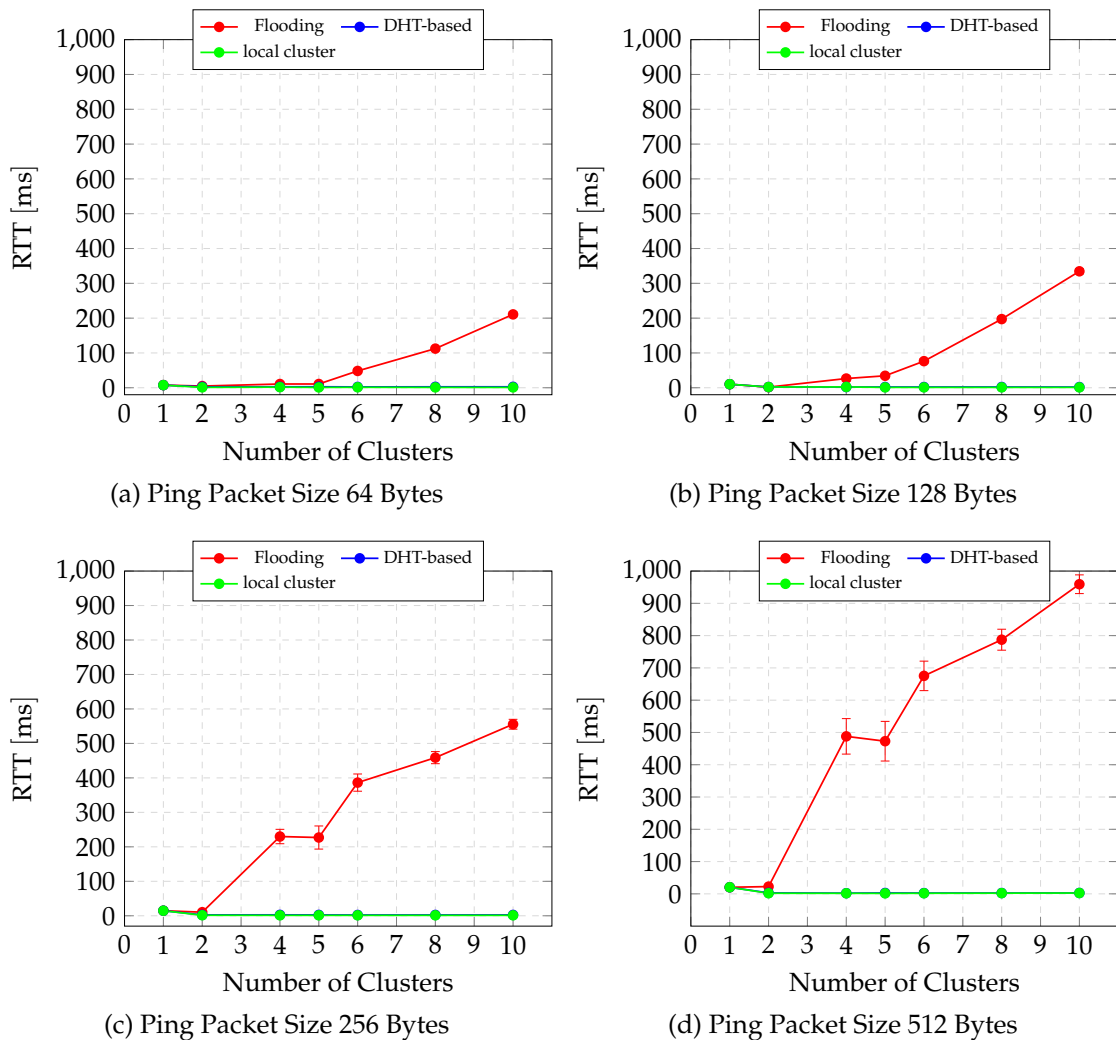 Flooding DHT-based
local cluster
1,000
900
800
700
600
500
400
300
200
100
0
RTT [ms]
0 1 2 4 5 6 7 8 9 10
Number of Clusters
(a) Ping Packet Size 64 Bytes
Flooding DHT-based
local cluster
1,000
900
800
700
600
500
400
300
200
100
0
RTT [ms]
0 1 2 4 5 6 7 8 9 10
Number of Clusters
(b) Ping Packet Size 128 Bytes
Flooding DHT-based
local cluster
1,000
900
800
700
600
500
400
300
200
100
0
RTT [ms]
0 1 2 4 5 6 7 8 9 10
Number of Clusters
(c) Ping Packet Size 256 Bytes
Flooding DHT-based
local cluster
1,000
900
800
700
600
500
400
300
200
100
0
RTT [ms]
0 1 2 4 5 6 7 8 9 10
Number of Clusters
(d) Ping Packet Size 512 Bytes